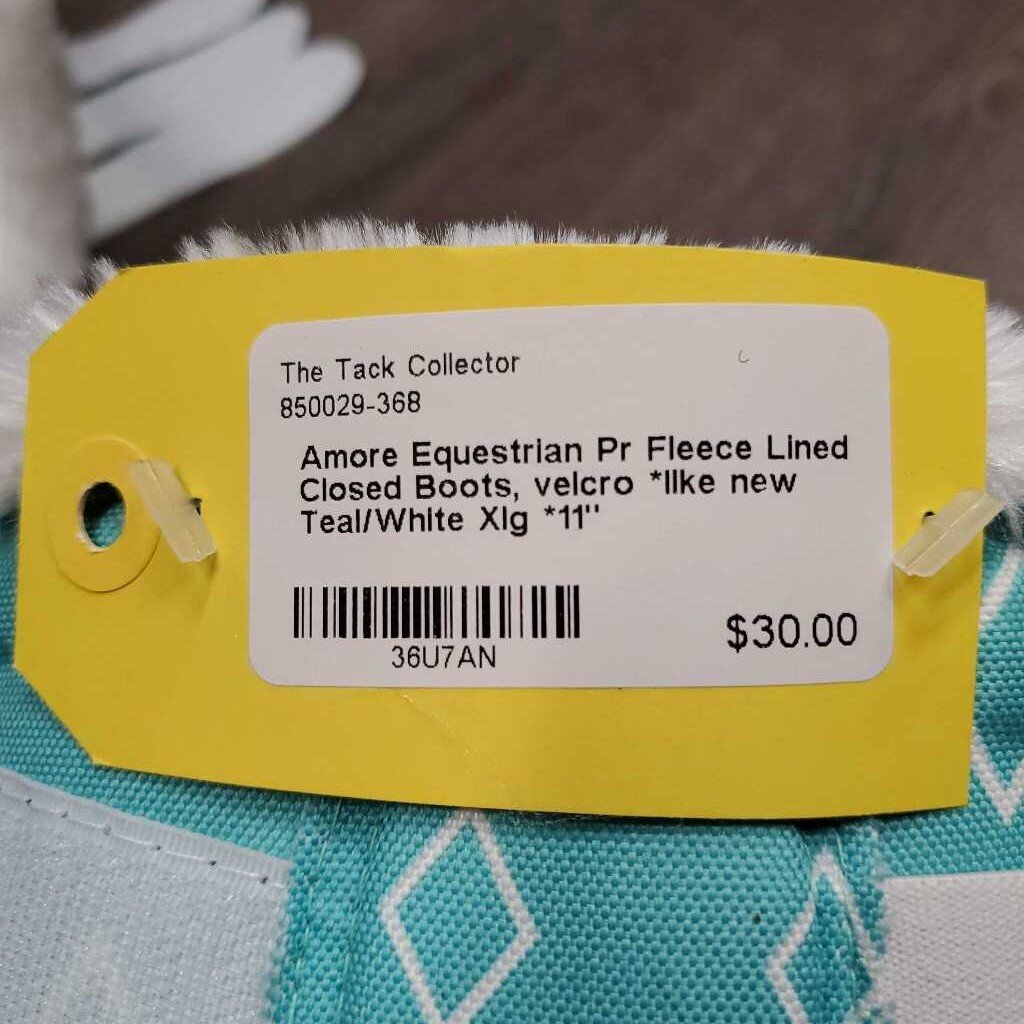 The Tack Collector
850029-368
Amore Equestrian Pr Fleece Lined
Closed Boots, velcro *like new
Teal/White Xlg *11"
36U7AN
$30.00